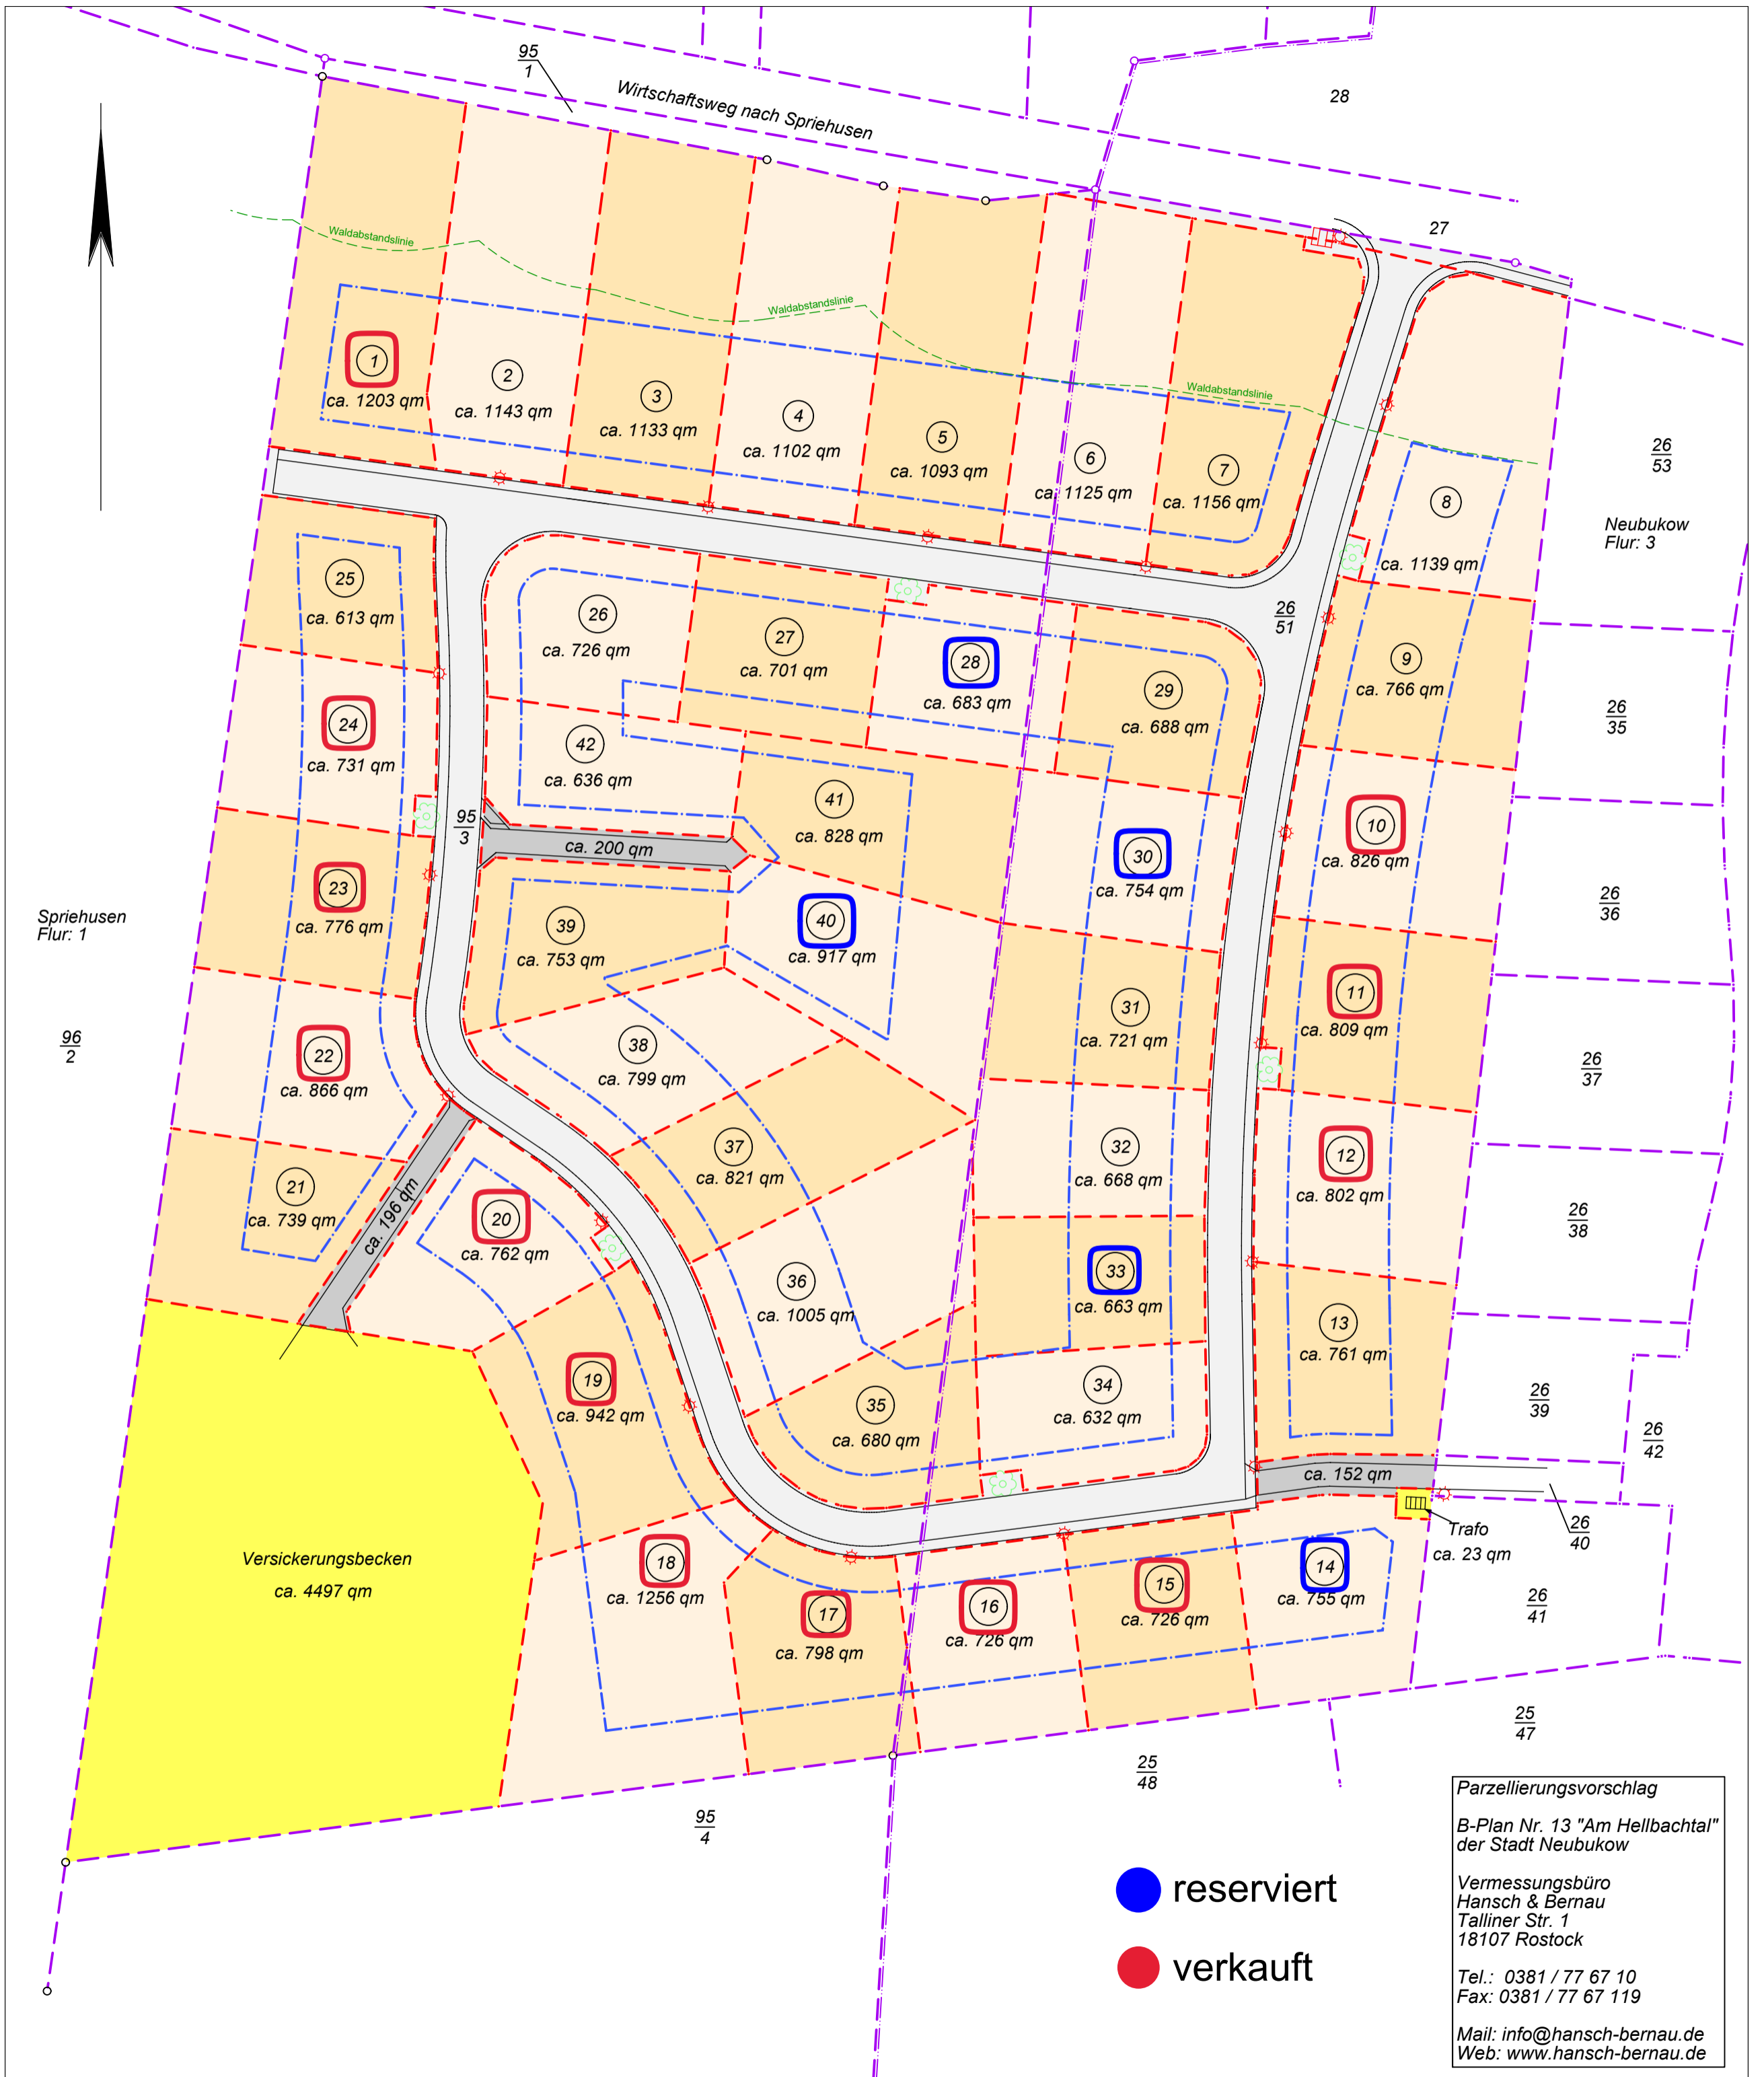 95
1
Wirtschaftsweg nach Spriehusen
28
27
Waldabstandslinie
Waldabstandslinie
Waldabstandslinie
1
ca. 1203 qm
2
ca. 1143 qm
3
ca. 1133 qm
4
ca. 1102 qm
5
ca. 1093 qm
6
ca. 1125 qm
7
ca. 1156 qm
8
ca. 1139 qm
26
53
Neubukow
Flur: 3
25
ca. 613 qm
26
ca. 726 qm
27
ca. 701 qm
28
ca. 683 qm
29
ca. 688 qm
26
51
9
ca. 766 qm
26
35
24
ca. 731 qm
42
ca. 636 qm
41
ca. 828 qm
30
ca. 754 qm
10
ca. 826 qm
95
3
ca. 200 qm
26
36
Spriehusen
Flur: 1
23
ca. 776 qm
39
ca. 753 qm
40
ca. 917 qm
31
ca. 721 qm
11
ca. 809 qm
96
2
22
ca. 866 qm
38
ca. 799 qm
26
37
37
ca. 821 qm
32
ca. 668 qm
12
ca. 802 qm
21
ca. 739 qm
ca. 196 qm
20
ca. 762 qm
26
38
36
ca. 1005 qm
33
ca. 663 qm
13
ca. 761 qm
19
ca. 942 qm
35
ca. 680 qm
34
ca. 632 qm
26
39
26
42
ca. 152 qm
Trafo
ca. 23 qm
26
40
Versickerungsbecken
ca. 4497 qm
18
ca. 1256 qm
17
ca. 798 qm
16
ca. 726 qm
15
ca. 726 qm
14
ca. 755 qm
26
41
25
47
25
48
95
4
reserviert
verkauft
Parzellierungsvorschlag
B-Plan Nr. 13 "Am Hellbachtal"
der Stadt Neubukow
Vermessungsbüro
Hansch & Bernau
Talliner Str. 1
18107 Rostock
Tel.: 0381 / 77 67 10
Fax: 0381 / 77 67 119
Mail: info@hansch-bernau.de
Web: www.hansch-bernau.de